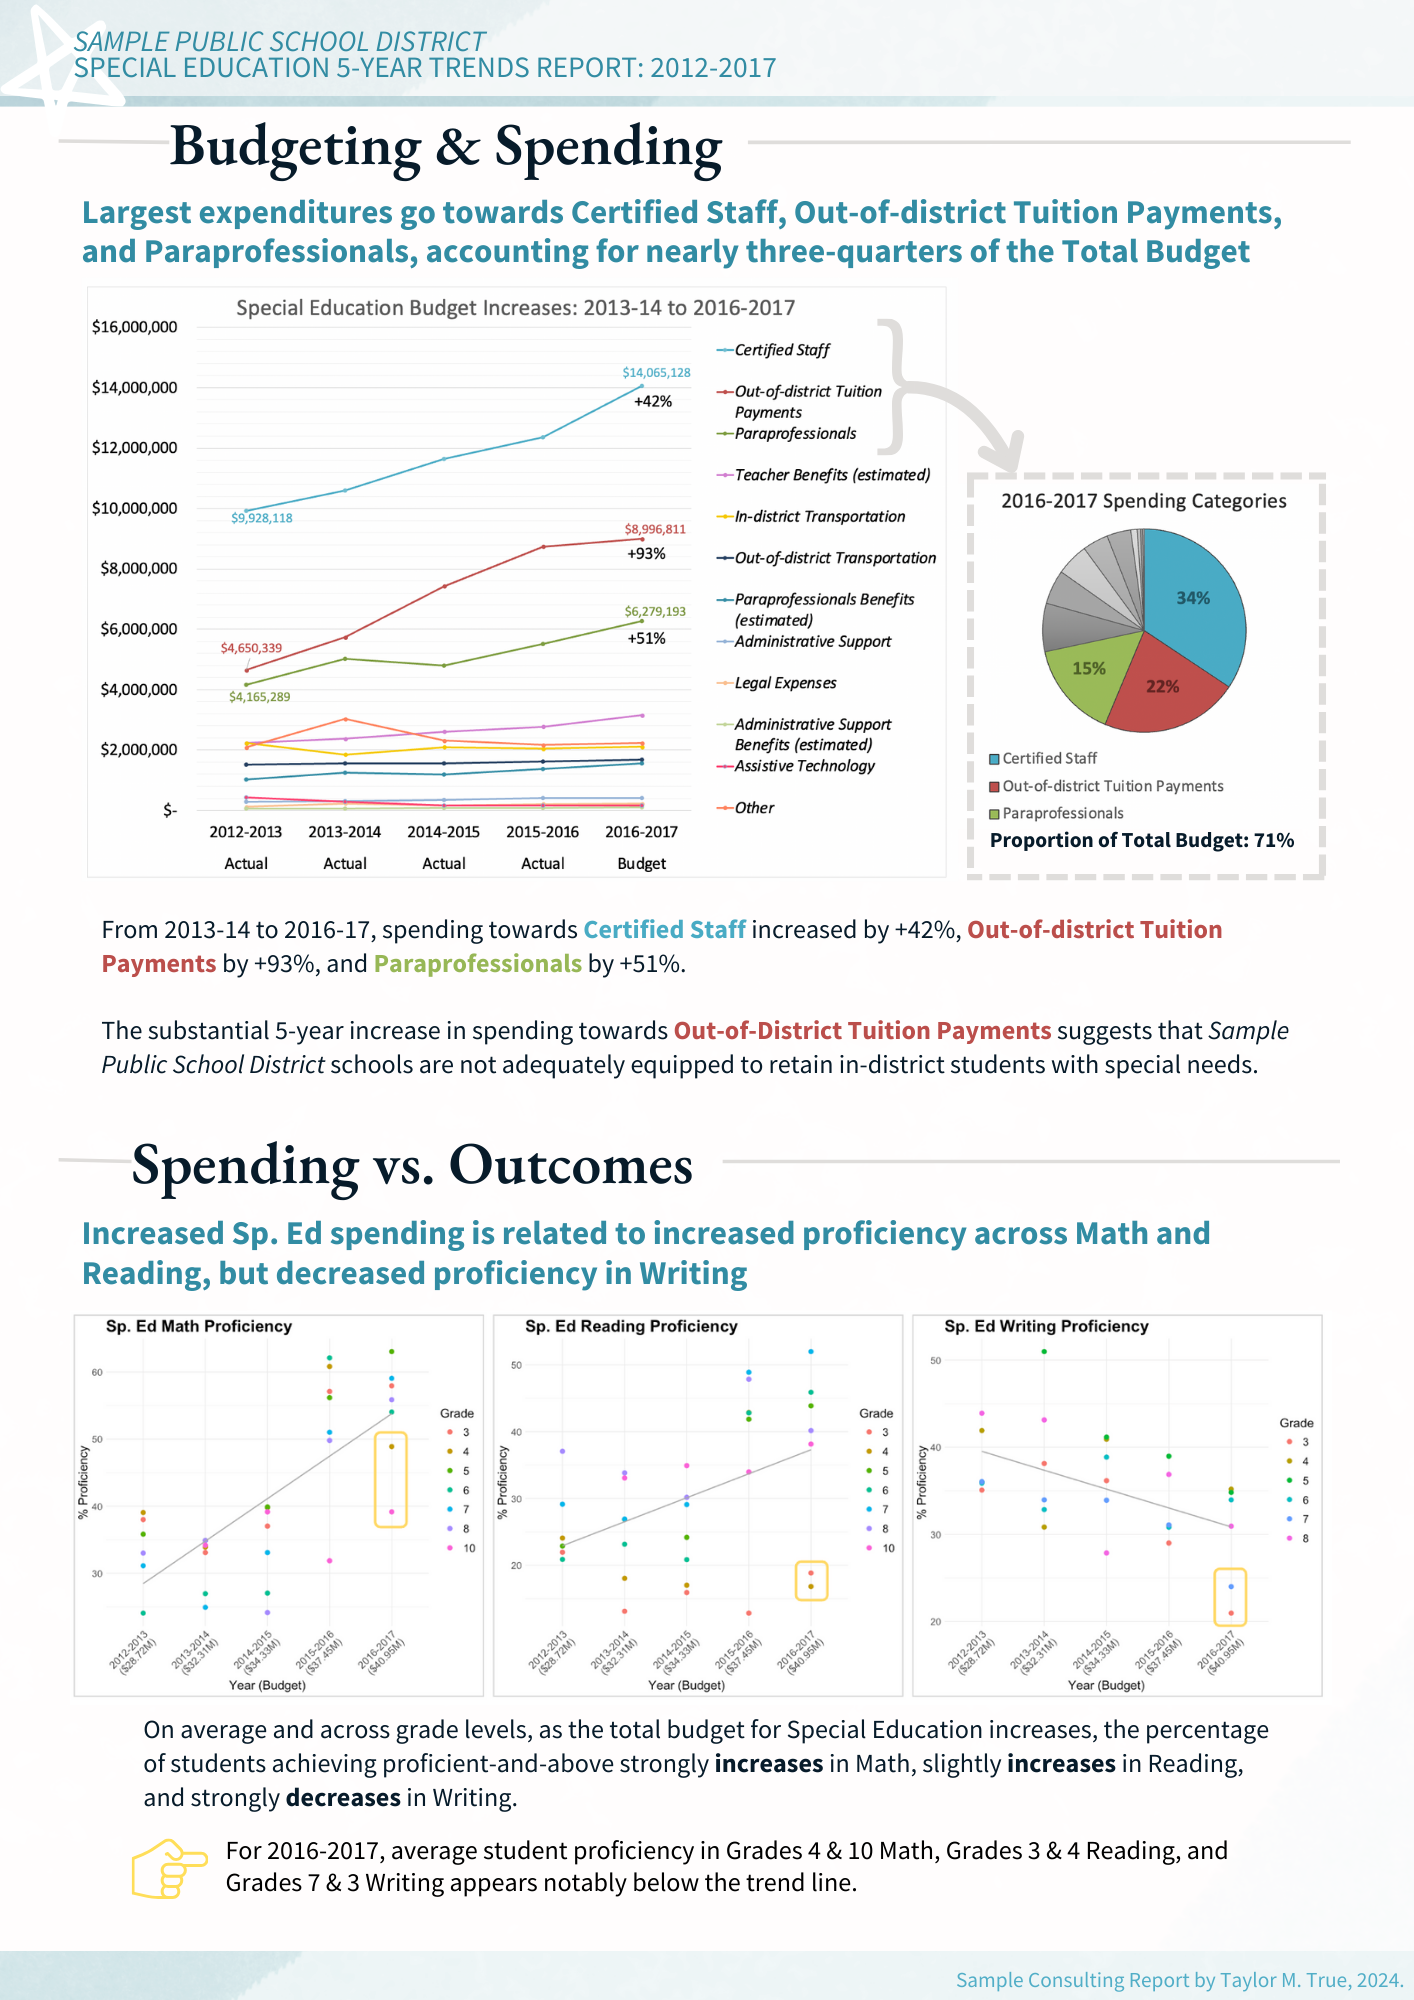 SAMPLE PUBLIC SCHOOL DISTRICT
SPECIAL EDUCATION 5-YEAR TRENDS REPORT: 2012-2017
Budgeting & Spending
Largest expenditures go towards Certified Staff, Out-of-district Tuition Payments,
and Paraprofessionals, accounting for nearly three-quarters of the Total Budget
Special Education Budget Increases: 2013-14 to 2016-2017
$16,000,000
$14,000,000
$12,000,000
$10,000,000
$8,000,000
$6,000,000
$4,000,000
$2,000,000
$-
$14,065,128
+42%
$9,928,118
$8,996,811
+93%
$6,279,193
+51%
$4,650,339
$4,165,289
2012-2013 2013-2014 2014-2015 2015-2016 2016-2017
Actual Actual Actual Actual Budget
Certified Staff
Out-of-district Tuition
Payments
Paraprofessionals
Teacher Benefits (estimated)
In-district Transportation
Out-of-district Transportation
Paraprofessionals Benefits
(estimated)
Administrative Support
Legal Expenses
Administrative Support
Benefits (estimated)
Assistive Technology
Other
2016-2017 Spending Categories
34%
15%
22%
Certified Staff
Out-of-district Tuition Payments
Paraprofessionals
Proportion of Total Budget: 71%
From 2013-14 to 2016-17, spending towards Certified Staff increased by +42%, Out-of-district Tuition
Payments by +93%, and Paraprofessionals by +51%.
The substantial 5-year increase in spending towards Out-of-District Tuition Payments suggests that Sample
Public School District schools are not adequately equipped to retain in-district students with special needs.
Spending vs. Outcomes
Increased Sp. Ed spending is related to increased proficiency across Math and
Reading, but decreased proficiency in Writing
Sp. Ed Math Proficiency
% Proficiency
60
50
40
30
2012-2013
($28.72M)
2013-2014
($32.31M)
2014-2015
($34.33M)
2015-2016
($37.45M)
2016-2017
($40.95M)
Year (Budget)
Grade
3
4
5
6
7
8
10
Sp. Ed Reading Proficiency
% Proficiency
50
40
30
20
2012-2013
($28.72M)
2013-2014
($32.31M)
2014-2015
($34.33M)
2015-2016
($37.45M)
2016-2017
($40.95M)
Year (Budget)
Grade
3
4
5
6
7
8
10
Sp. Ed Writing Proficiency
% Proficiency
50
40
30
20
2012-2013
($28.72M)
2013-2014
($32.31M)
2014-2015
($34.33M)
2015-2016
($37.45M)
2016-2017
($40.95M)
Year (Budget)
Grade
3
4
5
6
7
8
On average and across grade levels, as the total budget for Special Education increases, the percentage
of students achieving proficient-and-above strongly increases in Math, slightly increases in Reading,
and strongly decreases in Writing.
For 2016-2017, average student proficiency in Grades 4 & 10 Math, Grades 3 & 4 Reading, and
Grades 7 & 3 Writing appears notably below the trend line.
Sample Consulting Report by Taylor M. True, 2024.